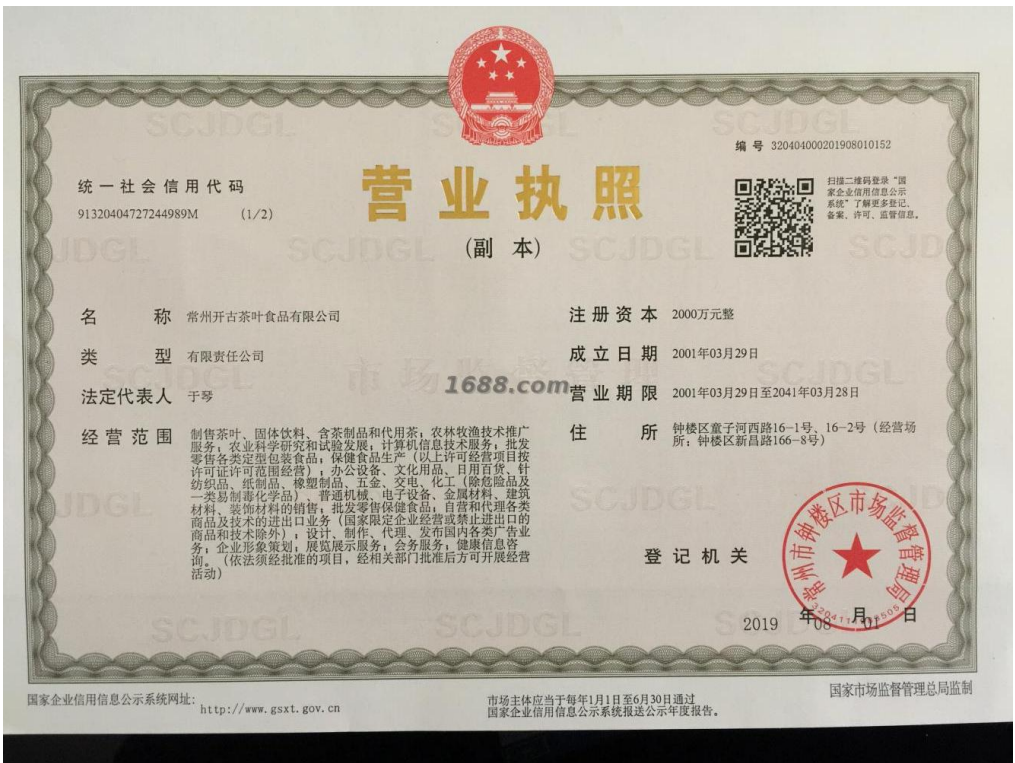 编号 320404000201908010152
统一社会信用代码
91320404727244989M (1/2)
营业执照
(副 本)
扫描二维码登录“国
家企业信用信息公示
系统”了解更多登记、
备案、许可、监管信息。
名称 常州开古茶叶食品有限公司
类型 有限责任公司
法定代表人 于琴
经营范围 制售茶叶、固体饮料、含茶制品和代用茶；农林牧渔技术推广
服务；农业科学研究和试验发展；计算机信息技术服务；批发
零售各类定型包装食品；保健食品生产（以上许可经营项目按
许可证许可范围经营）；办公设备、文化用品、日用百货、针
纺织品、纸制品、橡塑制品、五金、交电、化工（除危险品及
一类易制毒化学品）、普通机械、电子设备、金属材料、建筑
材料、装饰材料的销售；批发零售保健食品；自营和代理各类
商品及技术的进出口业务（国家限定企业经营或禁止进出口的
商品和技术除外）；设计、制作、代理、发布国内各类广告业
务；企业形象策划；展览展示服务；会务服务；健康信息咨
询。（依法须经批准的项目，经相关部门批准后方可开展经营
活动）
注册资本 2000万元整
成立日期 2001年03月29日
营业期限 2001年03月29日至2041年03月28日
住所 钟楼区童子河西路16-1号、16-2号（经营场
所：钟楼区新昌路166-8号）
1688.com
登记机关
常州市钟楼区市场监督管理局
2019 年 08 月 01 日
国家企业信用信息公示系统网址：
http://www.gsxt.gov.cn
市场主体应当于每年1月1日至6月30日通过
国家企业信用信息公示系统报送公示年度报告。
国家市场监督管理总局监制